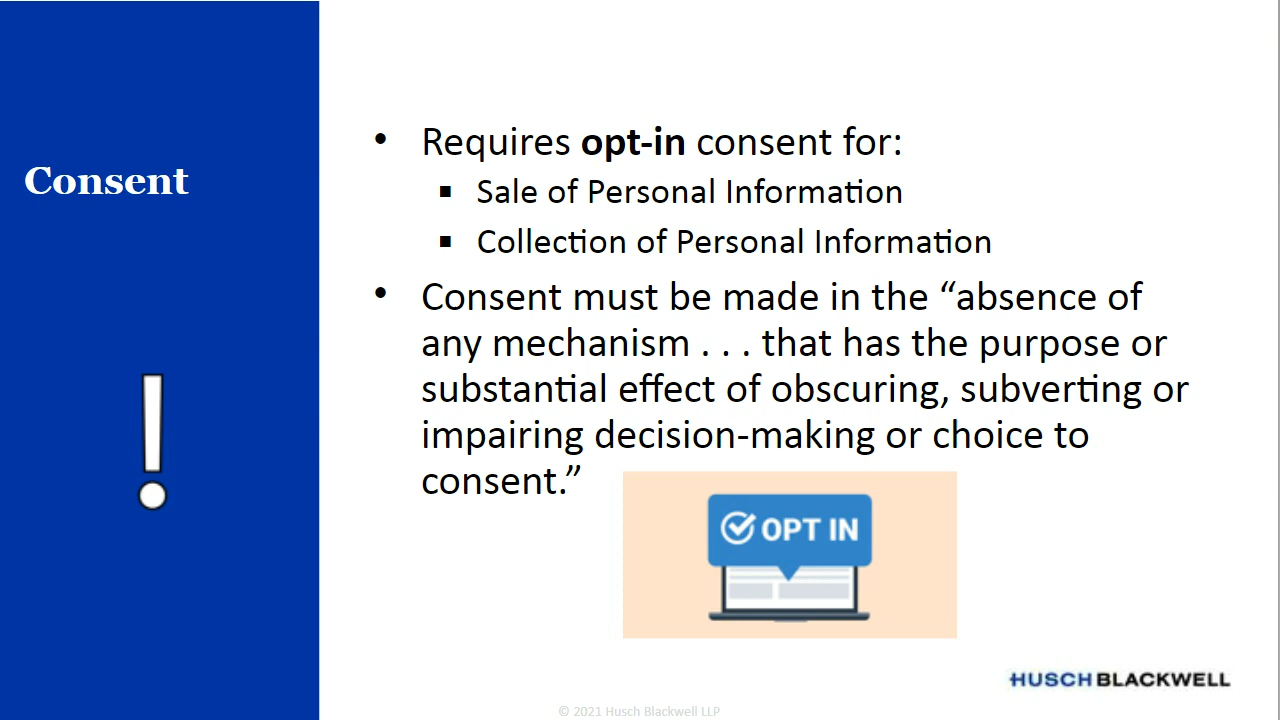 Consent
!
• Requires opt-in consent for:
▪ Sale of Personal Information
▪ Collection of Personal Information
• Consent must be made in the “absence of
any mechanism . . . that has the purpose or
substantial effect of obscuring, subverting or
impairing decision-making or choice to
consent.”
OPT IN
HUSCH BLACKWELL
© 2021 Husch Blackwell LLP